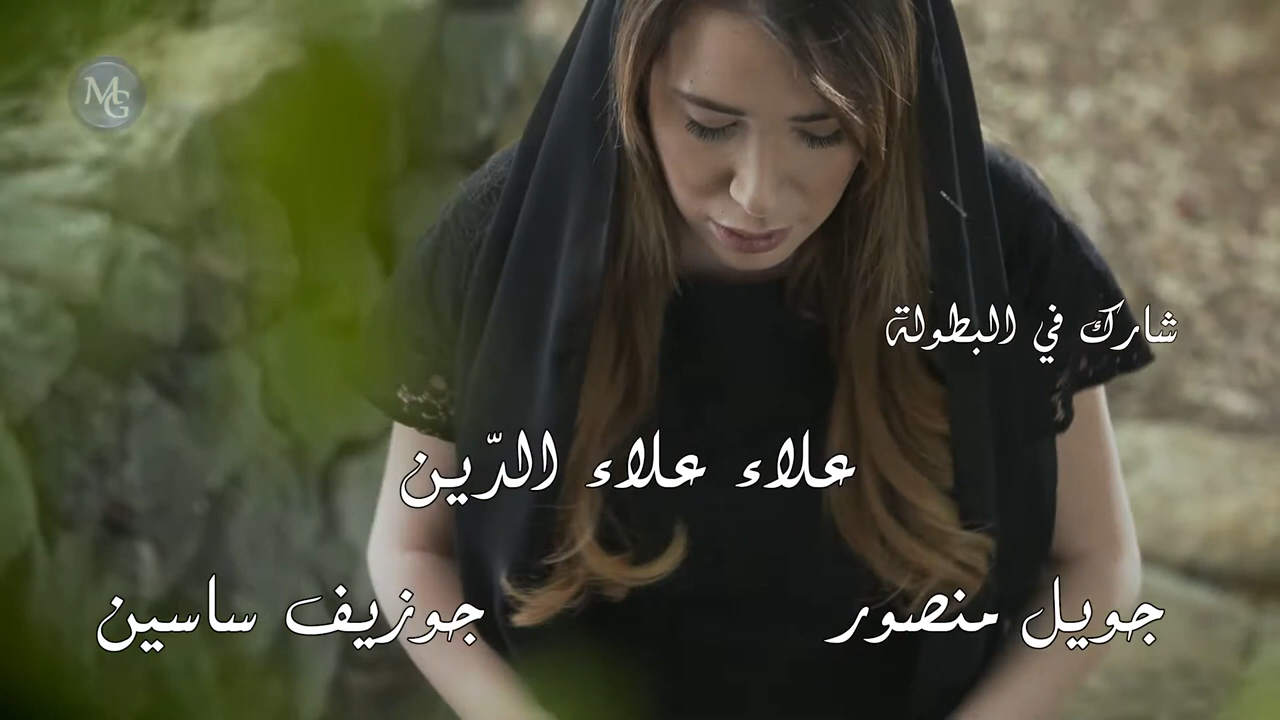 MG
شارك في البطولة
علاء علاء الدّين
جويل منصور
جوزيف ساسين